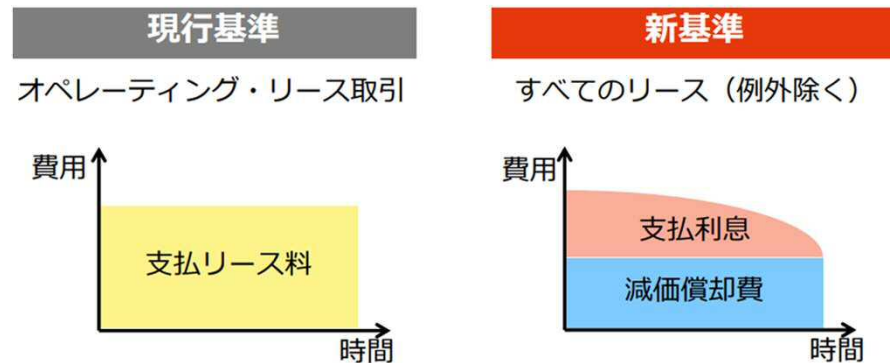 現行基準
オペレーティング・リース取引
費用
支払リース料
時間
新基準
すべてのリース（例外除く）
費用
支払利息
減価償却費
時間